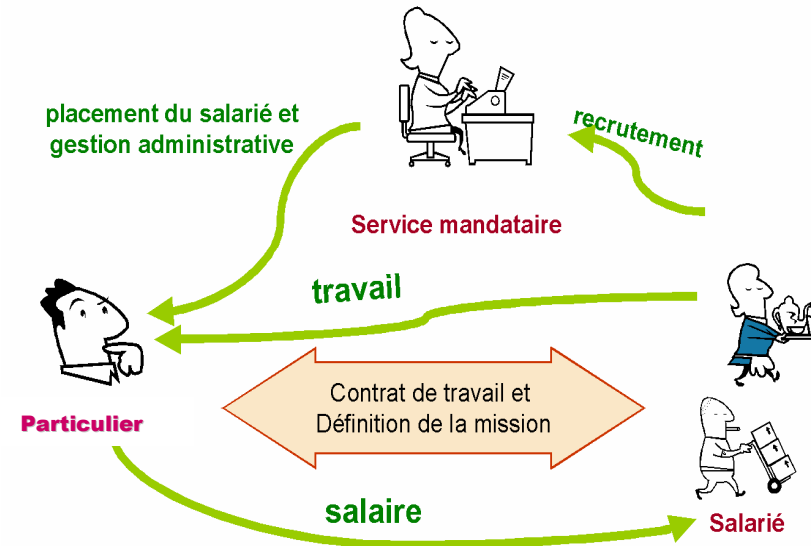 placement du salarié et
gestion administrative
recrutement
Service mandataire
travail
Contrat de travail et
Définition de la mission
Particulier
salaire
Salarié